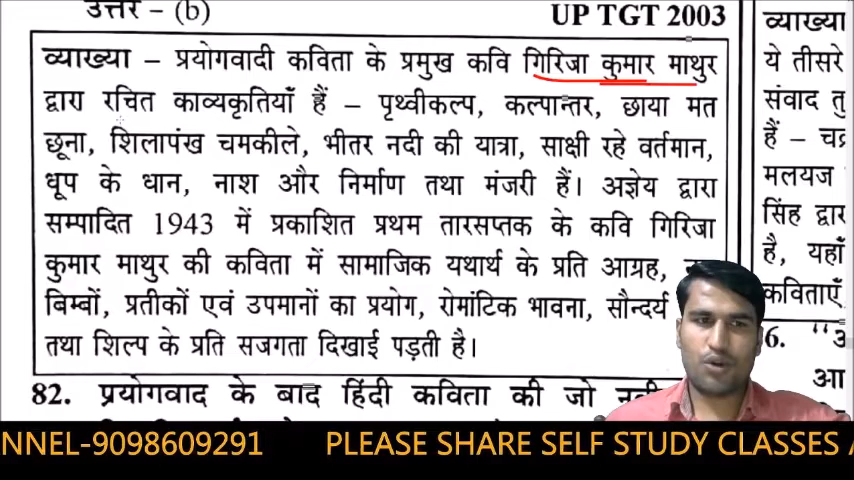 उत्तर – (b)
UP TGT 2003
व्याख्या – प्रयोगवादी कविता के प्रमुख कवि गिरिजा कुमार माथुर
द्वारा रचित काव्यकृतियाँ हैं – पृथ्वीकल्प, कल्पान्तर, छाया मत
छूना, शिलापंख चमकीले, भीतर नदी की यात्रा, साक्षी रहे वर्तमान,
धूप के धान, नाश और निर्माण तथा मंजरी हैं। अज्ञेय द्वारा
सम्पादित 1943 में प्रकाशित प्रथम तारसप्तक के कवि गिरिजा
कुमार माथुर की कविता में सामाजिक यथार्थ के प्रति आग्रह,
बिम्बों, प्रतीकों एवं उपमानों का प्रयोग, रोमांटिक भावना, सौन्दर्य
तथा शिल्प के प्रति सजगता दिखाई पड़ती है।
82. प्रयोगवाद के बाद हिंदी कविता की जो
व्याख्या
ये तीसरे
संवाद
हैं –
मलयज
सिंह द्वार
है, यहाँ
कविताएँ
6.
NNEL-9098609291 PLEASE SHARE SELF STUDY CLASSES